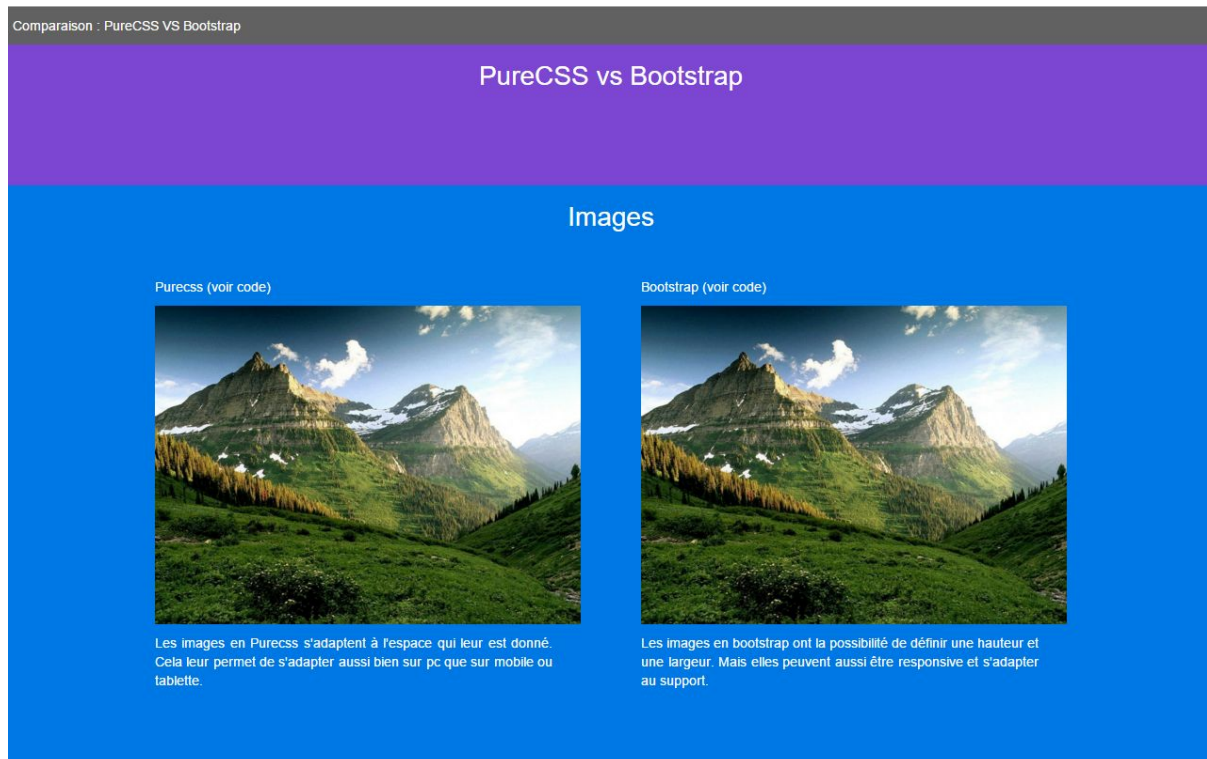 Comparaison : PureCSS VS Bootstrap
PureCSS vs Bootstrap
Images
Purecss (voir code)
Les images en Purecss s'adaptent à l'espace qui leur est donné.
Cela leur permet de s'adapter aussi bien sur pc que sur mobile ou
tablette.
Bootstrap (voir code)
Les images en bootstrap ont la possibilité de définir une hauteur et
une largeur. Mais elles peuvent aussi être responsive et s'adapter
au support.